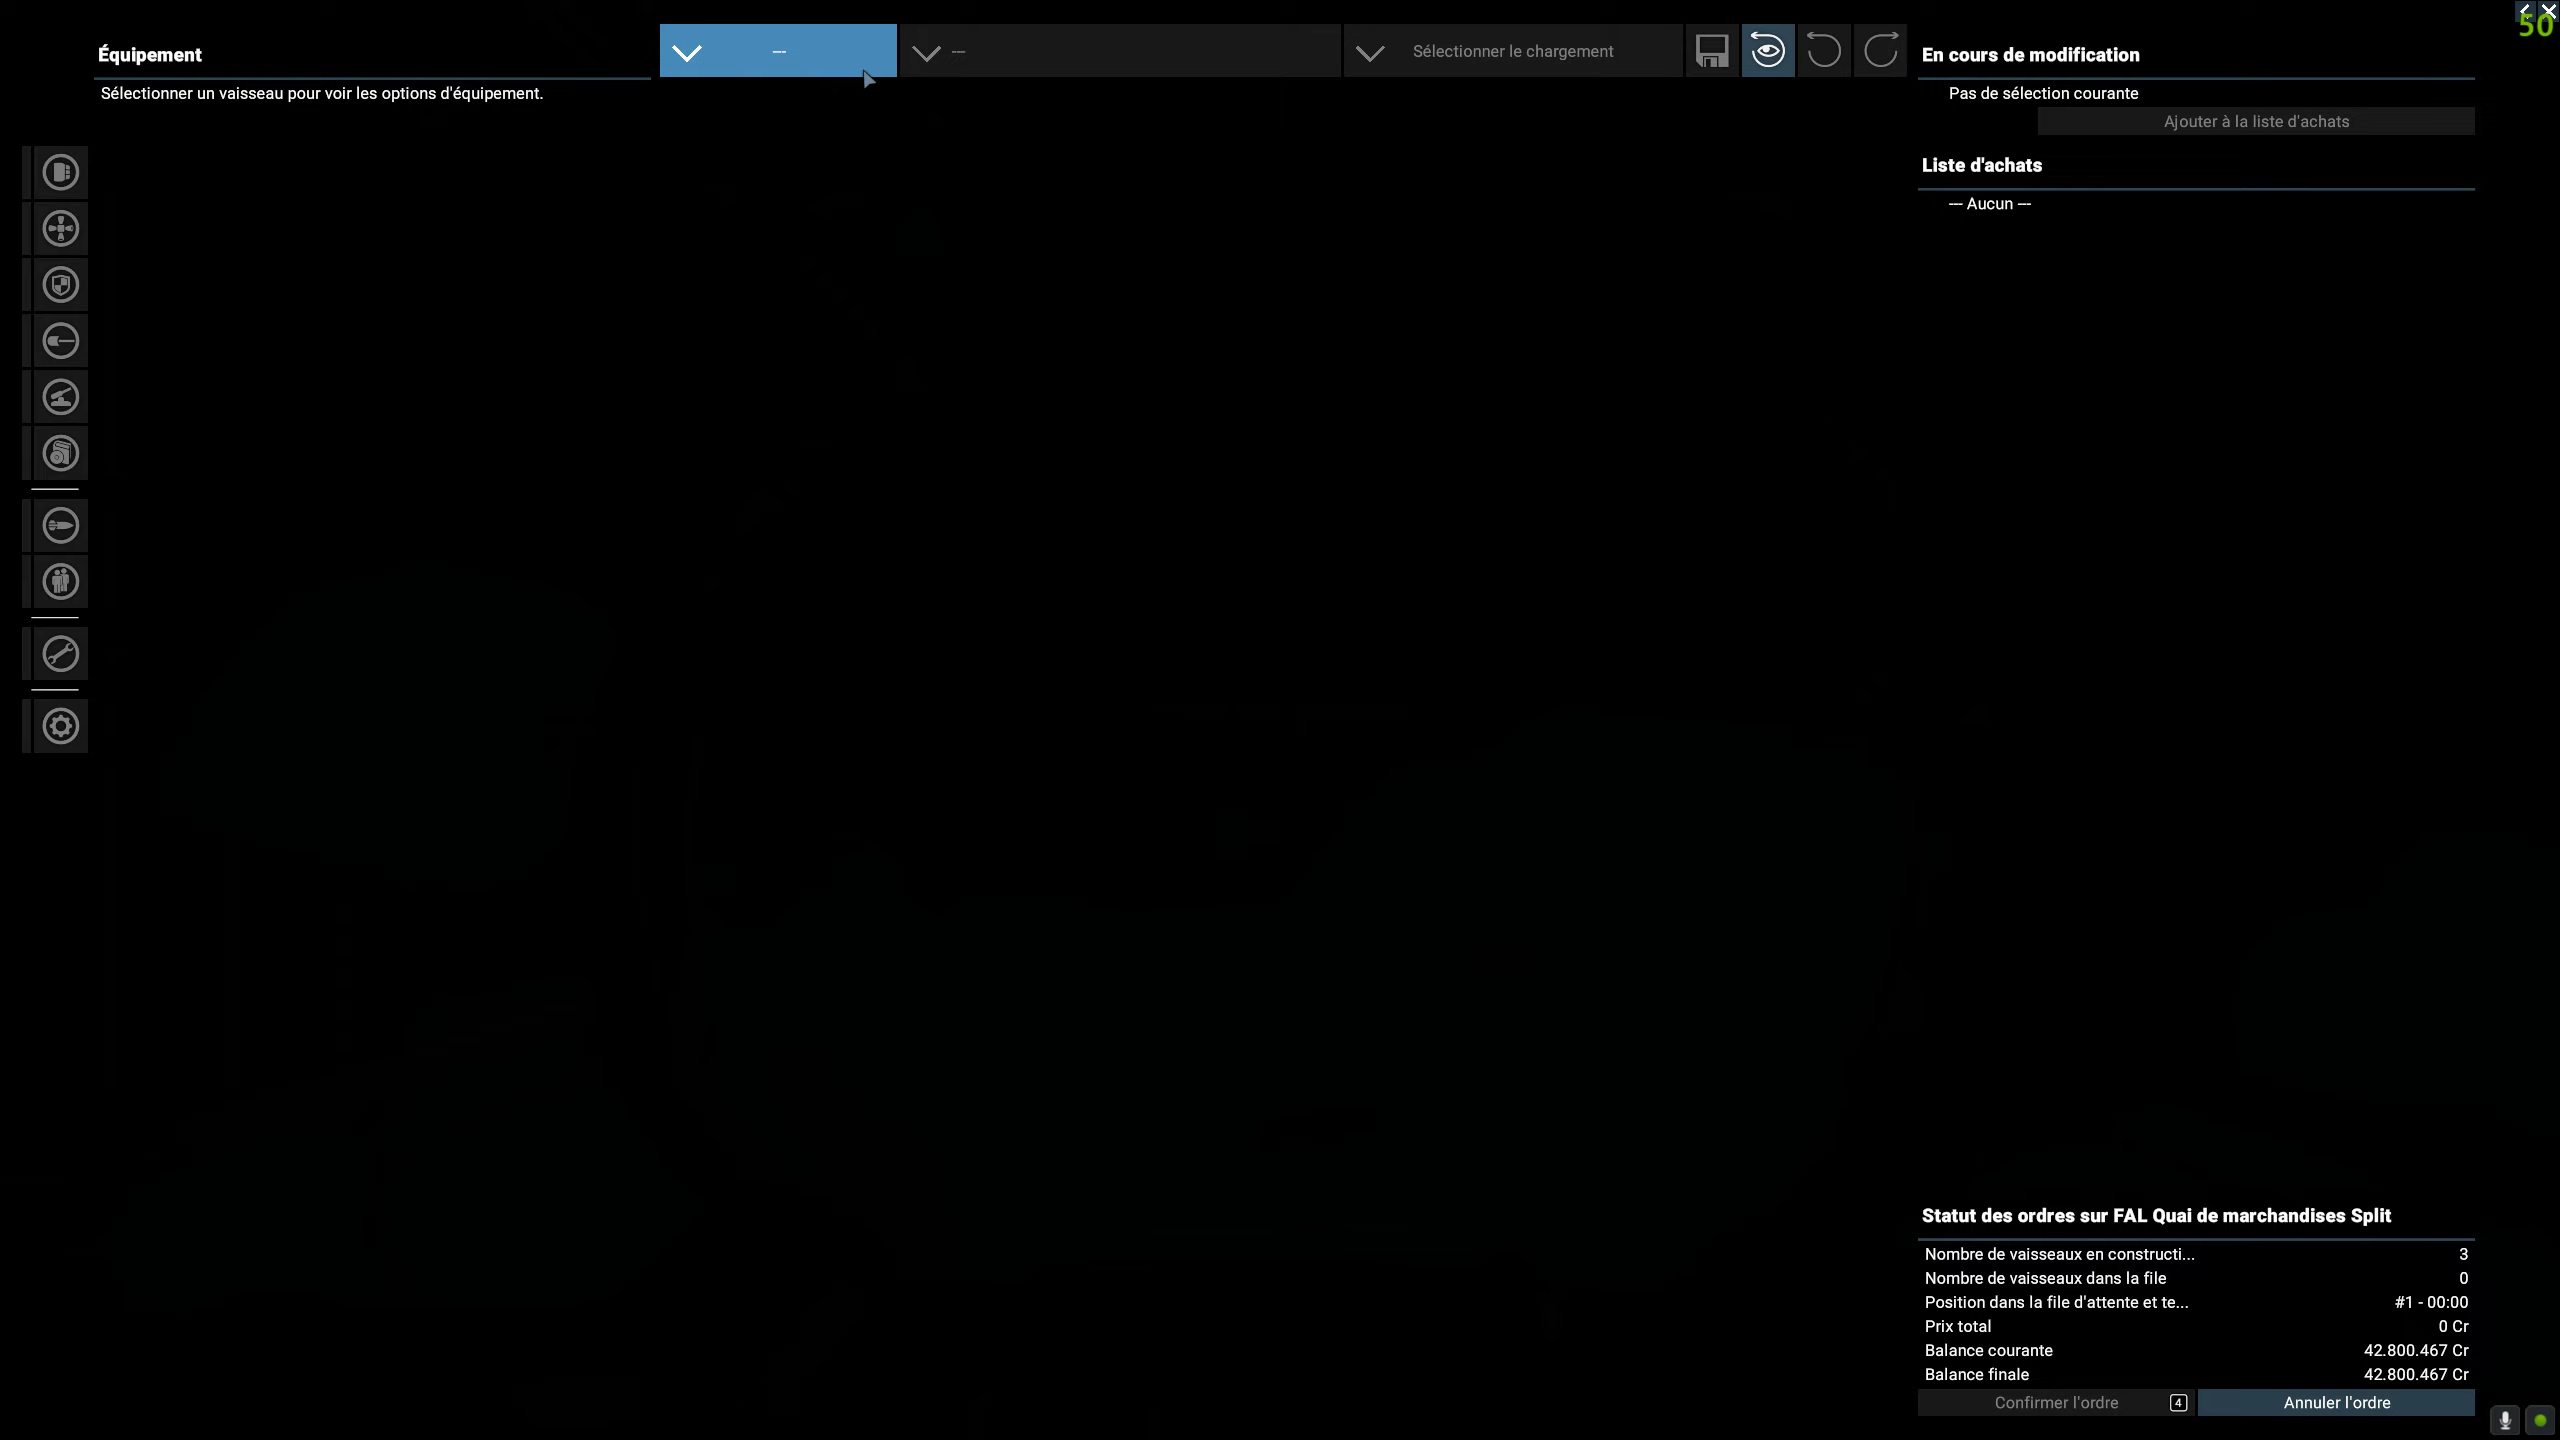 50
Équipement
---
---
Sélectionner le chargement
En cours de modification
Sélectionner un vaisseau pour voir les options d'équipement.
Pas de sélection courante
Ajouter à la liste d'achats
Liste d'achats
--- Aucun ---
Statut des ordres sur FAL Quai de marchandises Split
Nombre de vaisseaux en constructi... 3
Nombre de vaisseaux dans la file 0
Position dans la file d'attente et te... #1 - 00:00
Prix total 0 Cr
Balance courante 42.800.467 Cr
Balance finale 42.800.467 Cr
Confirmer l'ordre 4
Annuler l'ordre